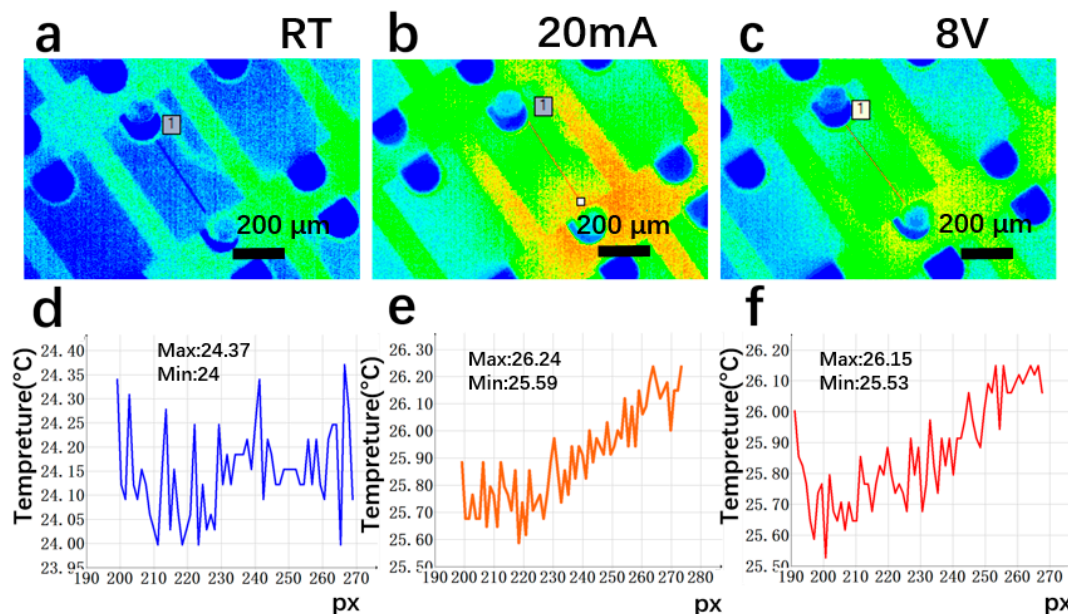 a RT
b 20mA
c 8V
1
200 μm
1
200 μm
1
200 μm
d
Tempreture(°C)
24.40
24.35
24.30
24.25
24.20
24.15
24.10
24.05
24.00
23.95
Max:24.37
Min:24
190 200 210 220 230 240 250 260 270
px
e
Tempreture(°C)
26.30
26.20
26.10
26.00
25.90
25.80
25.70
25.60
25.50
Max:26.24
Min:25.59
190 200 210 220 230 240 250 260 270 280
px
f
Tempreture(°C)
26.20
26.10
26.00
25.90
25.80
25.70
25.60
25.50
Max:26.15
Min:25.53
190 200 210 220 230 240 250 260 270
px